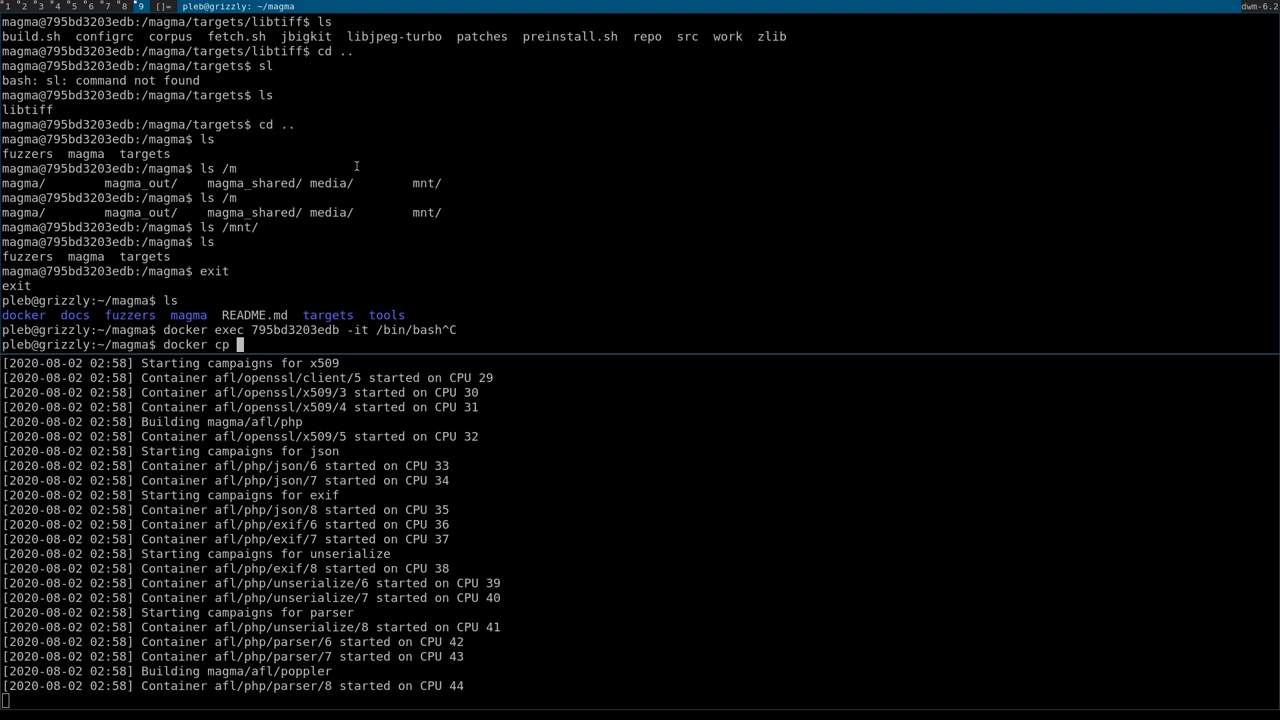 1 2 3 4 5 6 7 8 9 []= pleb@grizzly: ~/magma dwm-6.2
magma@795bd3203edb:/magma/targets/libtiff$ ls
build.sh configrc corpus fetch.sh jbigkit libjpeg-turbo patches preinstall.sh repo src work zlib
magma@795bd3203edb:/magma/targets/libtiff$ cd ..
magma@795bd3203edb:/magma/targets$ sl
bash: sl: command not found
magma@795bd3203edb:/magma/targets$ ls
libtiff
magma@795bd3203edb:/magma/targets$ cd ..
magma@795bd3203edb:/magma$ ls
fuzzers magma targets
magma@795bd3203edb:/magma$ ls /m
magma/ magma_out/ magma_shared/ media/ mnt/
magma@795bd3203edb:/magma$ ls /m
magma/ magma_out/ magma_shared/ media/ mnt/
magma@795bd3203edb:/magma$ ls /mnt/
magma@795bd3203edb:/magma$ ls
fuzzers magma targets
magma@795bd3203edb:/magma$ exit
exit
pleb@grizzly:~/magma$ ls
docker docs fuzzers magma README.md targets tools
pleb@grizzly:~/magma$ docker exec 795bd3203edb -it /bin/bash^C
pleb@grizzly:~/magma$ docker cp
[2020-08-02 02:58] Starting campaigns for x509
[2020-08-02 02:58] Container afl/openssl/client/5 started on CPU 29
[2020-08-02 02:58] Container afl/openssl/x509/3 started on CPU 30
[2020-08-02 02:58] Container afl/openssl/x509/4 started on CPU 31
[2020-08-02 02:58] Building magma/afl/php
[2020-08-02 02:58] Container afl/openssl/x509/5 started on CPU 32
[2020-08-02 02:58] Starting campaigns for json
[2020-08-02 02:58] Container afl/php/json/6 started on CPU 33
[2020-08-02 02:58] Container afl/php/json/7 started on CPU 34
[2020-08-02 02:58] Starting campaigns for exif
[2020-08-02 02:58] Container afl/php/json/8 started on CPU 35
[2020-08-02 02:58] Container afl/php/exif/6 started on CPU 36
[2020-08-02 02:58] Container afl/php/exif/7 started on CPU 37
[2020-08-02 02:58] Starting campaigns for unserialize
[2020-08-02 02:58] Container afl/php/exif/8 started on CPU 38
[2020-08-02 02:58] Container afl/php/unserialize/6 started on CPU 39
[2020-08-02 02:58] Container afl/php/unserialize/7 started on CPU 40
[2020-08-02 02:58] Starting campaigns for parser
[2020-08-02 02:58] Container afl/php/unserialize/8 started on CPU 41
[2020-08-02 02:58] Container afl/php/parser/6 started on CPU 42
[2020-08-02 02:58] Container afl/php/parser/7 started on CPU 43
[2020-08-02 02:58] Building magma/afl/poppler
[2020-08-02 02:58] Container afl/php/parser/8 started on CPU 44